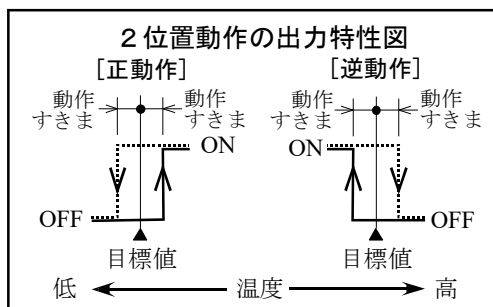 2位置動作の出力特性図
[正動作] [逆動作]
動作 動作 動作 動作
すきま すきま すきま すきま
ON ON
OFF OFF
目標値 目標値
低 温度 高